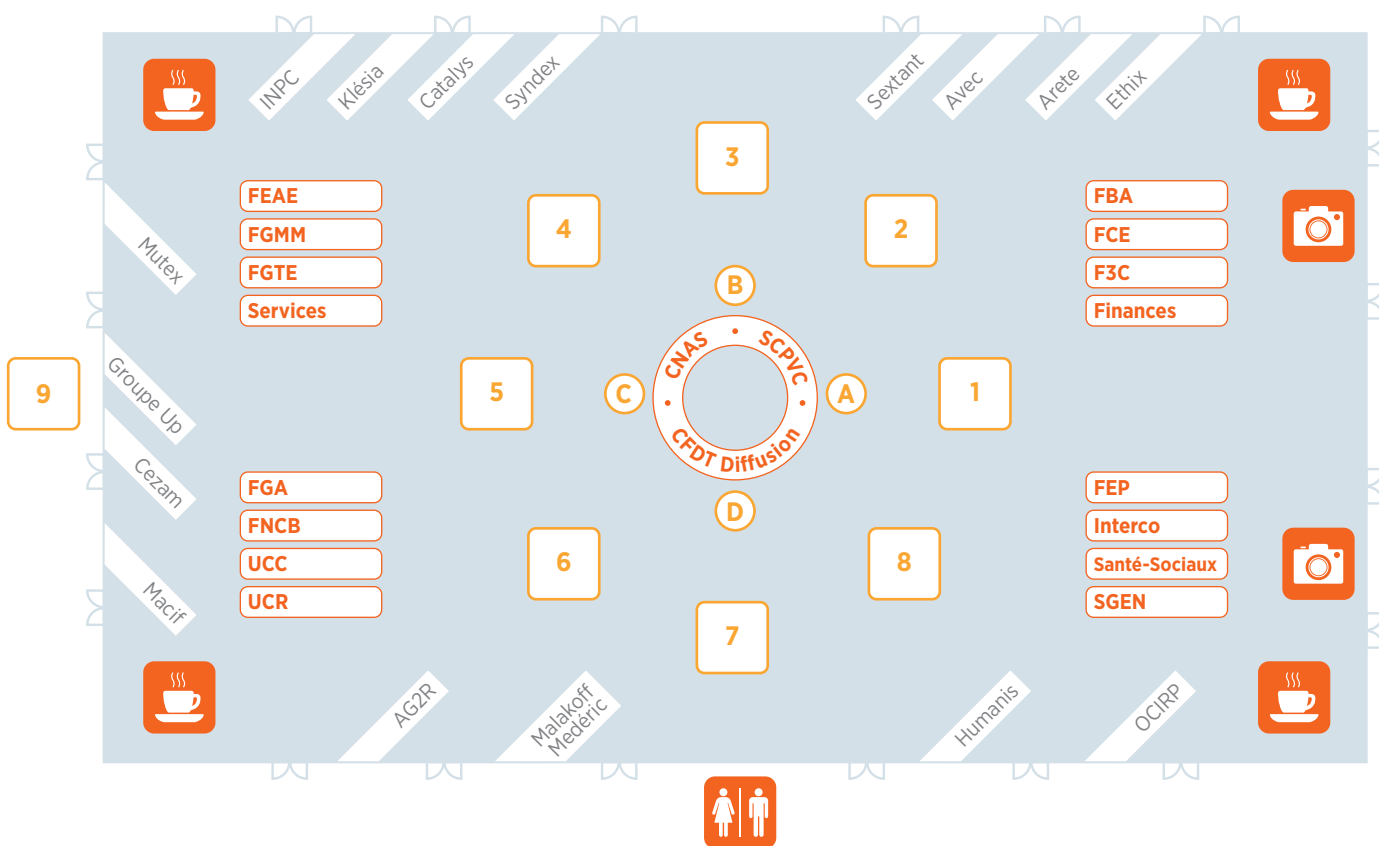 INPC
Klésia
Catalys
Syndex
Sextant
Avec
Arete
Ethix
3
FEAE
FGMM
FGTE
Services
4
2
FBA
FCE
F3C
Finances
Mutex
B
CNAS • SCPVC • CFDT Diffusion •
9
Groupe Up
5
C
A
1
Cezam
FGA
FNCB
UCC
UCR
D
6
8
FEP
Interco
Santé-Sociaux
SGEN
Macif
7
AG2R
Malakoff
Medéric
Humanis
OCIRP